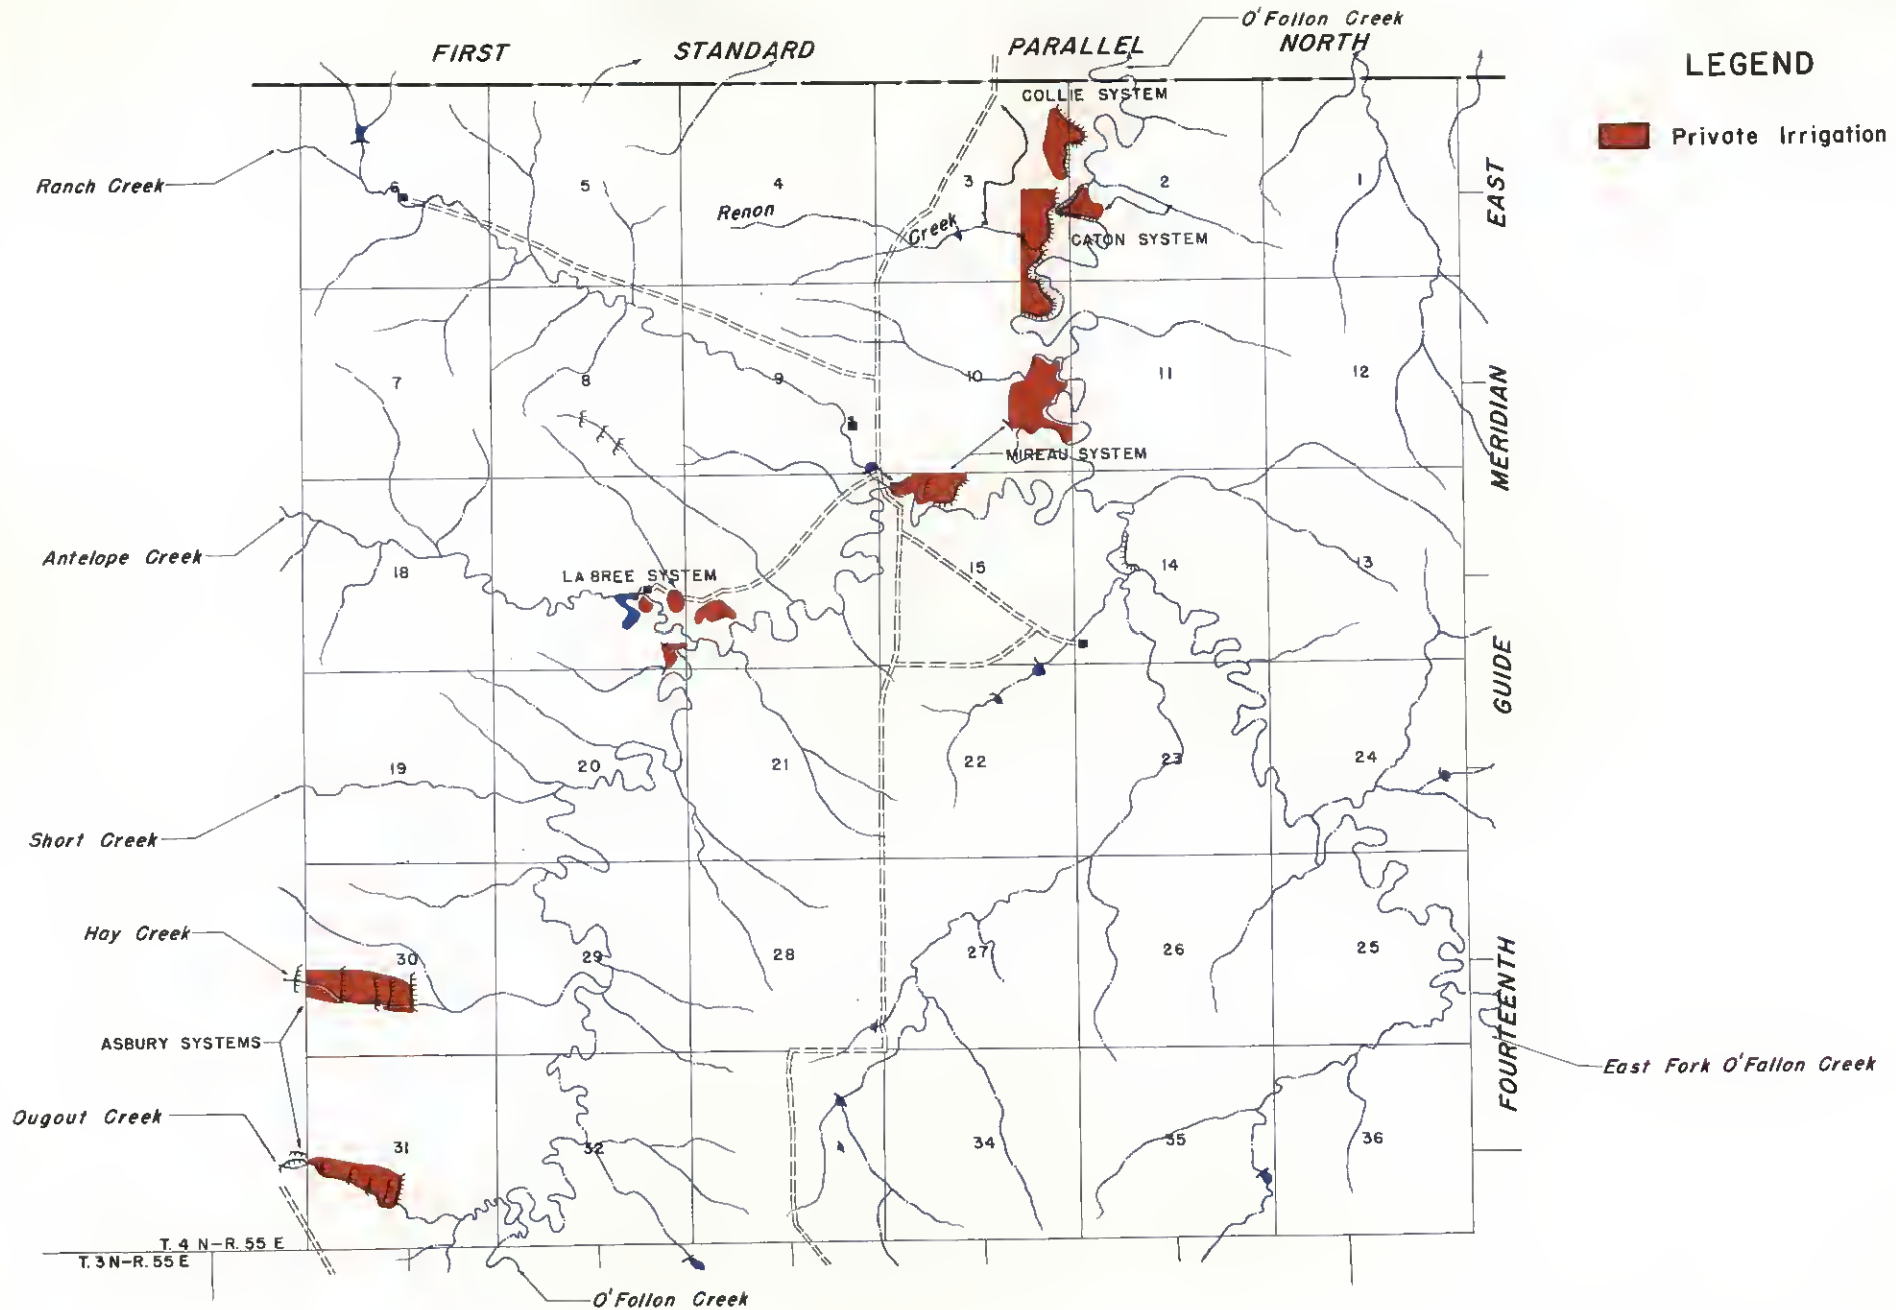 O'Fallon Creek
FIRST STANDARD PARALLEL NORTH
LEGEND
Private Irrigation
COLLIE SYSTEM
Ranch Creek
6 5 4 3 2 1
EAST
Renon Creek
CATON SYSTEM
7 8 9 10 11 12
MERIDIAN
MIREAU SYSTEM
Antelope Creek
18 15 14 13
LA BREE SYSTEM
GUIDE
19 20 21 22 23 24
Short Creek
Hay Creek
30 29 28 27 26 25
FOURTEENTH
ASBURY SYSTEMS
East Fork O'Fallon Creek
Dugout Creek
31 32 34 35 36
T. 4 N-R. 55 E
T. 3 N-R. 55 E
O'Fallon Creek